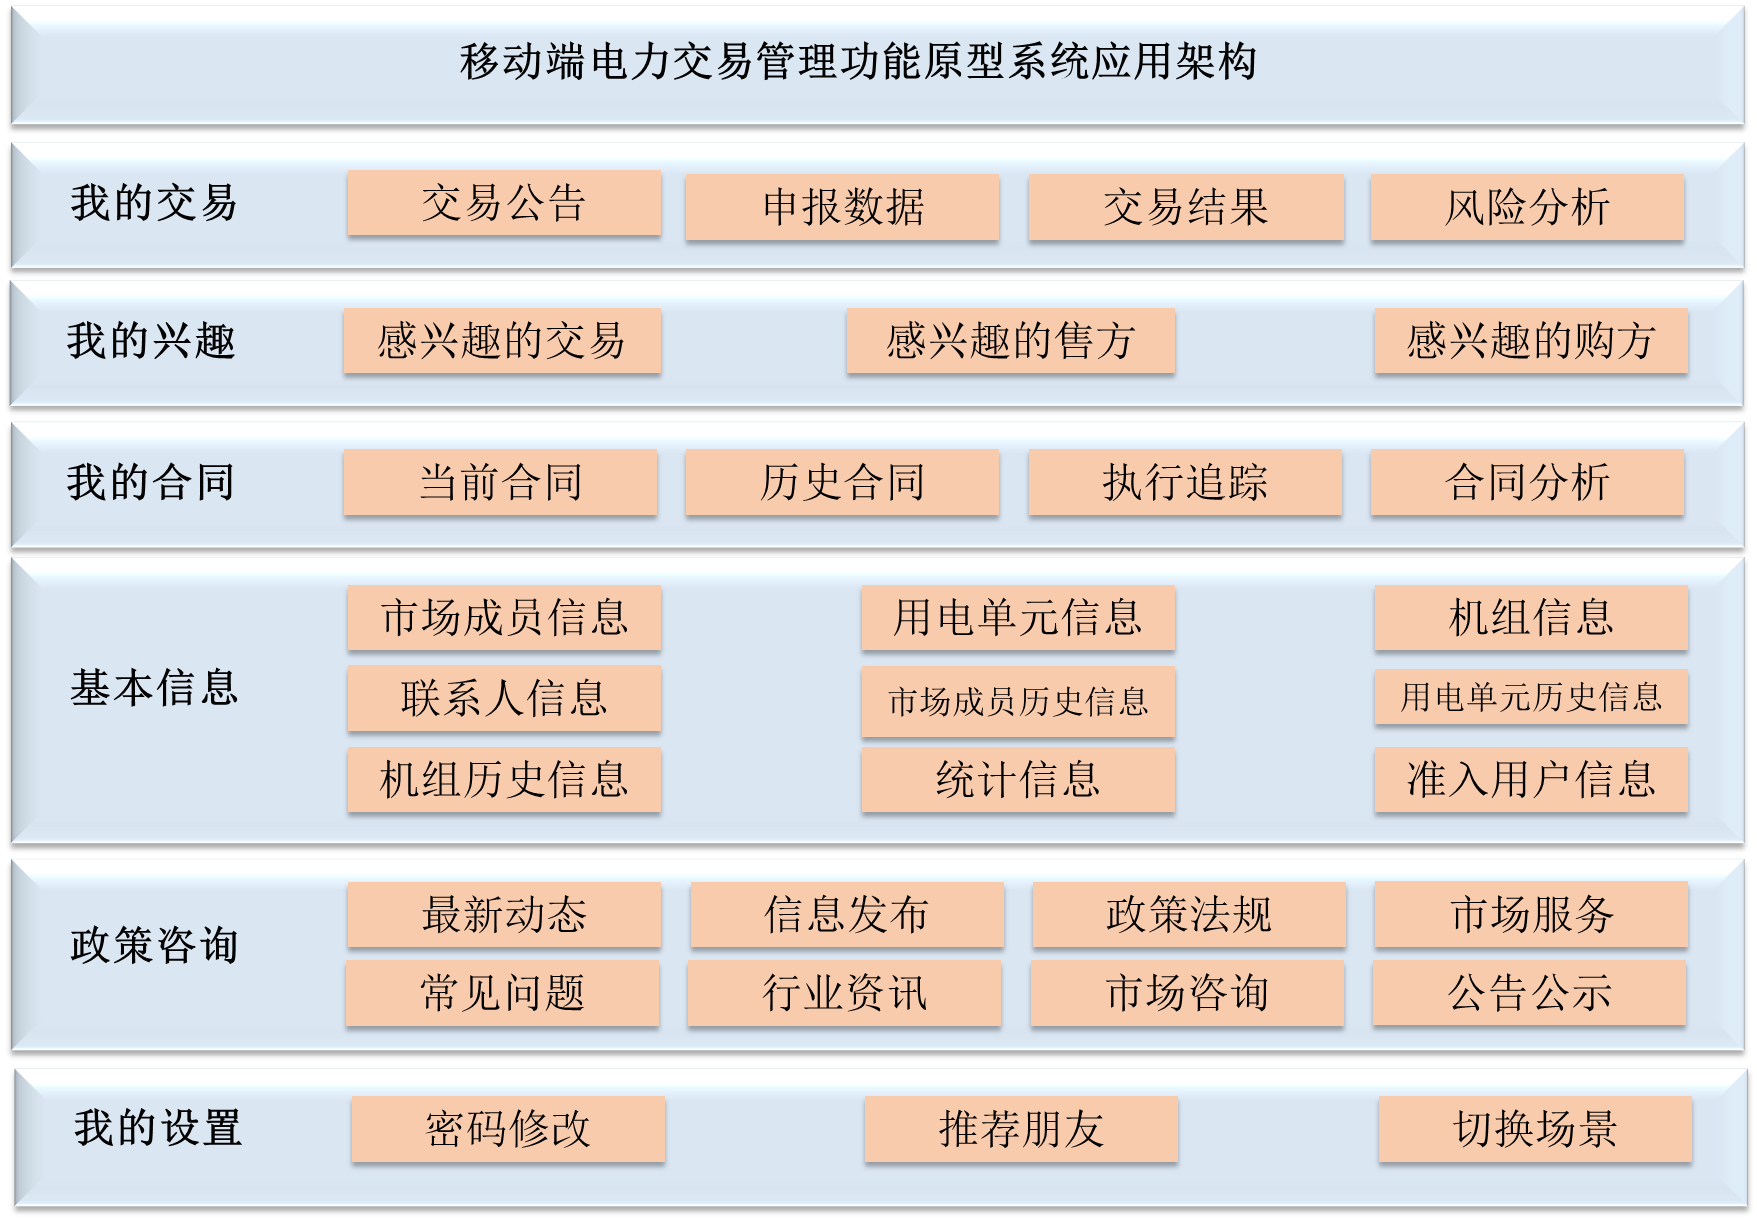 移动端电力交易管理功能原型系统应用架构
我的交易 交易公告 申报数据 交易结果 风险分析
我的兴趣 感兴趣的交易 感兴趣的售方 感兴趣的购方
我的合同 当前合同 历史合同 执行追踪 合同分析
基本信息
市场成员信息 用电单元信息 机组信息
联系人信息 市场成员历史信息 用电单元历史信息
机组历史信息 统计信息 准入用户信息
政策咨询
最新动态 信息发布 政策法规 市场服务
常见问题 行业资讯 市场咨询 公告公示
我的设置 密码修改 推荐朋友 切换场景